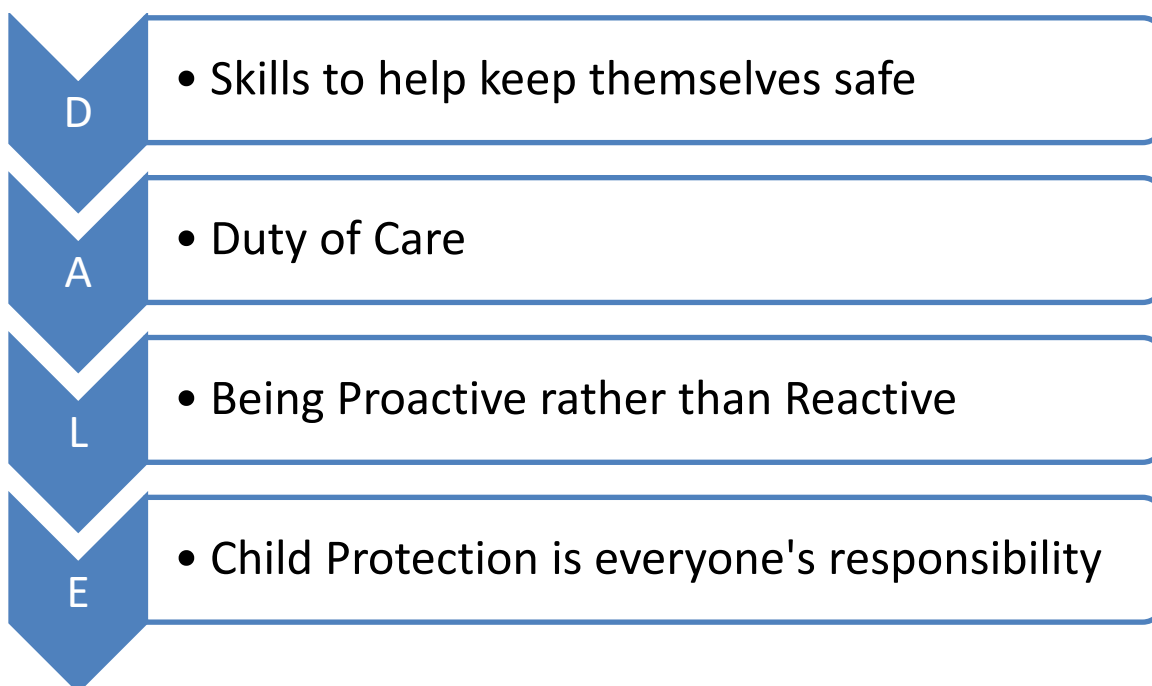 D
• Skills to help keep themselves safe
A
• Duty of Care
L
• Being Proactive rather than Reactive
E
• Child Protection is everyone's responsibility